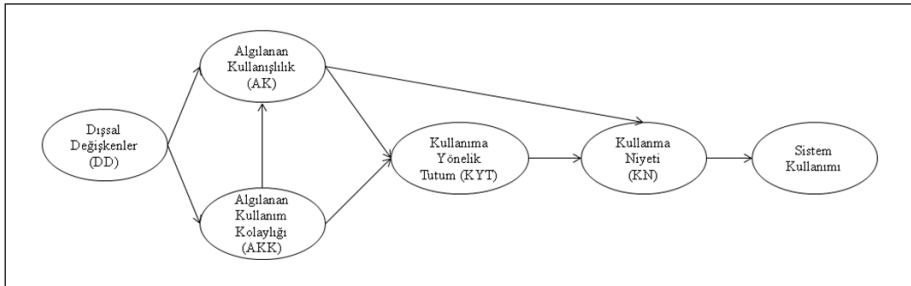 Algılanan
Kullanışlılık
(AK)
Dışsal
Değişkenler
(DD)
Kullanıma
Yönelik
Tutum (KYT)
Kullanma
Niyeti
(KN)
Sistem
Kullanımı
Algılanan
Kullanım
Kolaylığı
(AKK)